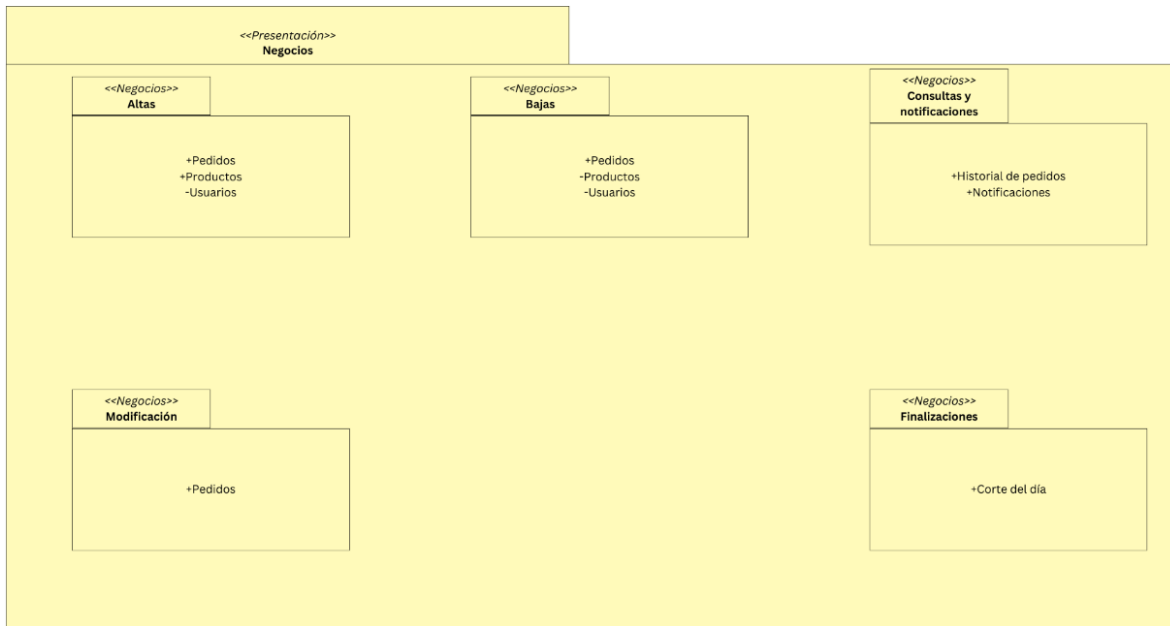 <<Presentación>>
Negocios
<<Negocios>>
Altas
+Pedidos
+Productos
-Usuarios
<<Negocios>>
Bajas
+Pedidos
-Productos
-Usuarios
<<Negocios>>
Consultas y
notificaciones
+Historial de pedidos
+Notificaciones
<<Negocios>>
Modificación
+Pedidos
<<Negocios>>
Finalizaciones
+Corte del día